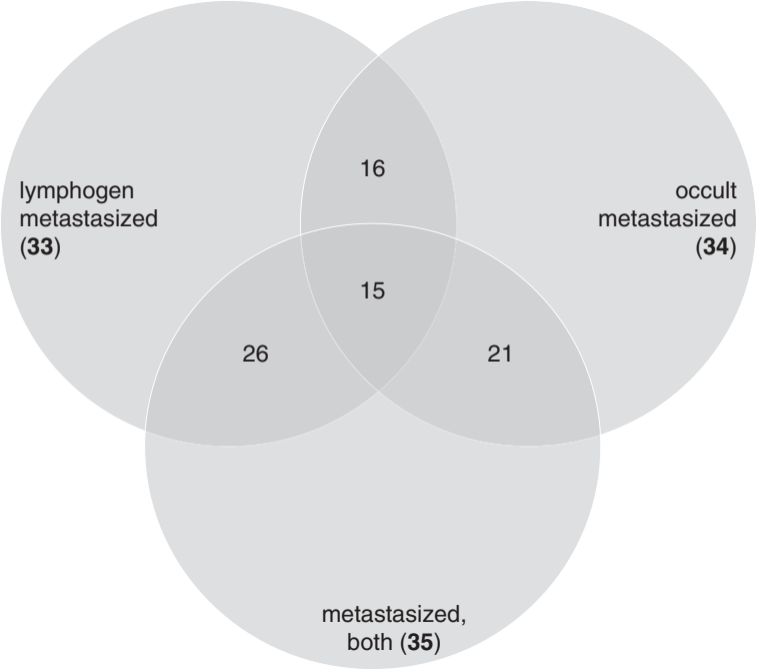 16
lymphogen
metastasized
(33)
occult
metastasized
(34)
15
26
21
metastasized,
both (35)